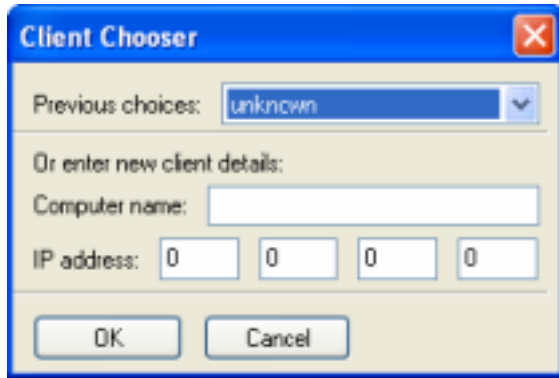 Client Chooser
Previous choices: unknown
Or enter new client details:
Computer name:
IP address: 0 0 0 0
OK Cancel